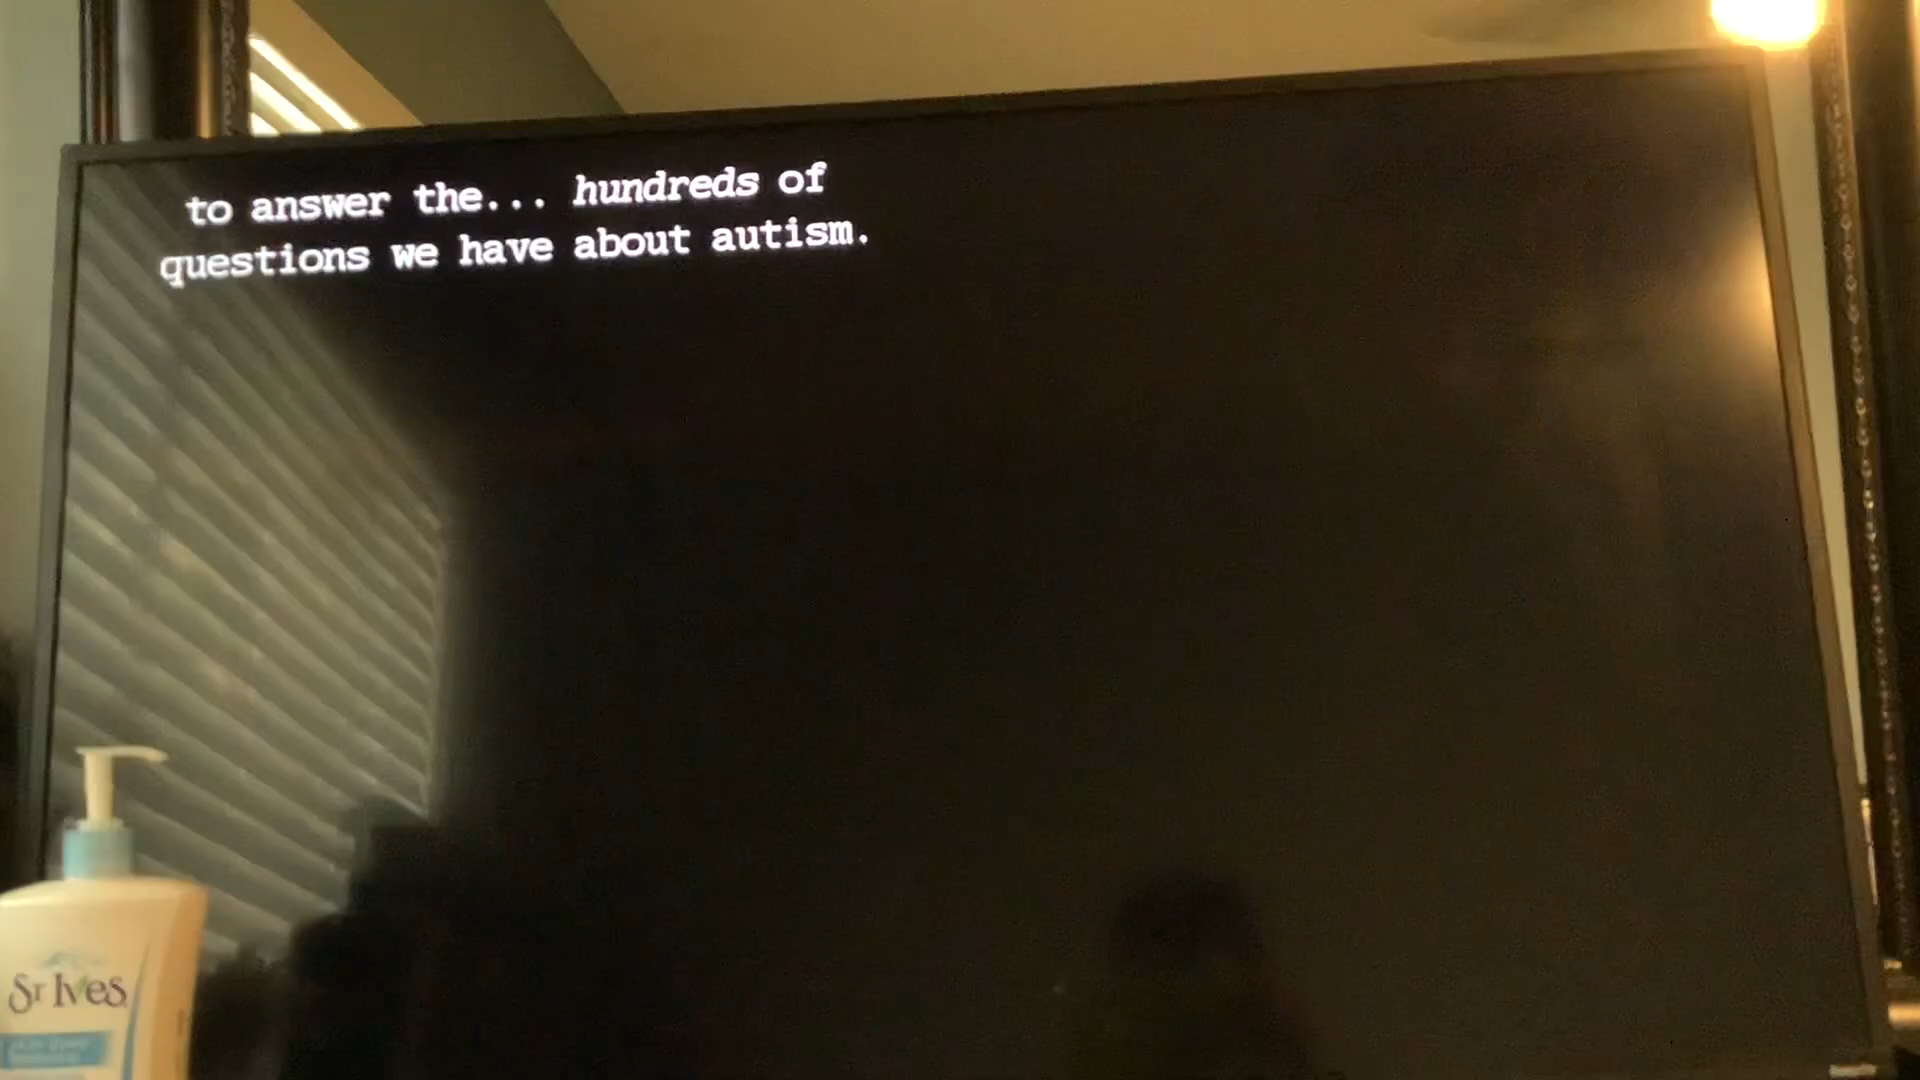 to answer the... hundreds of
questions we have about autism.
St Ives